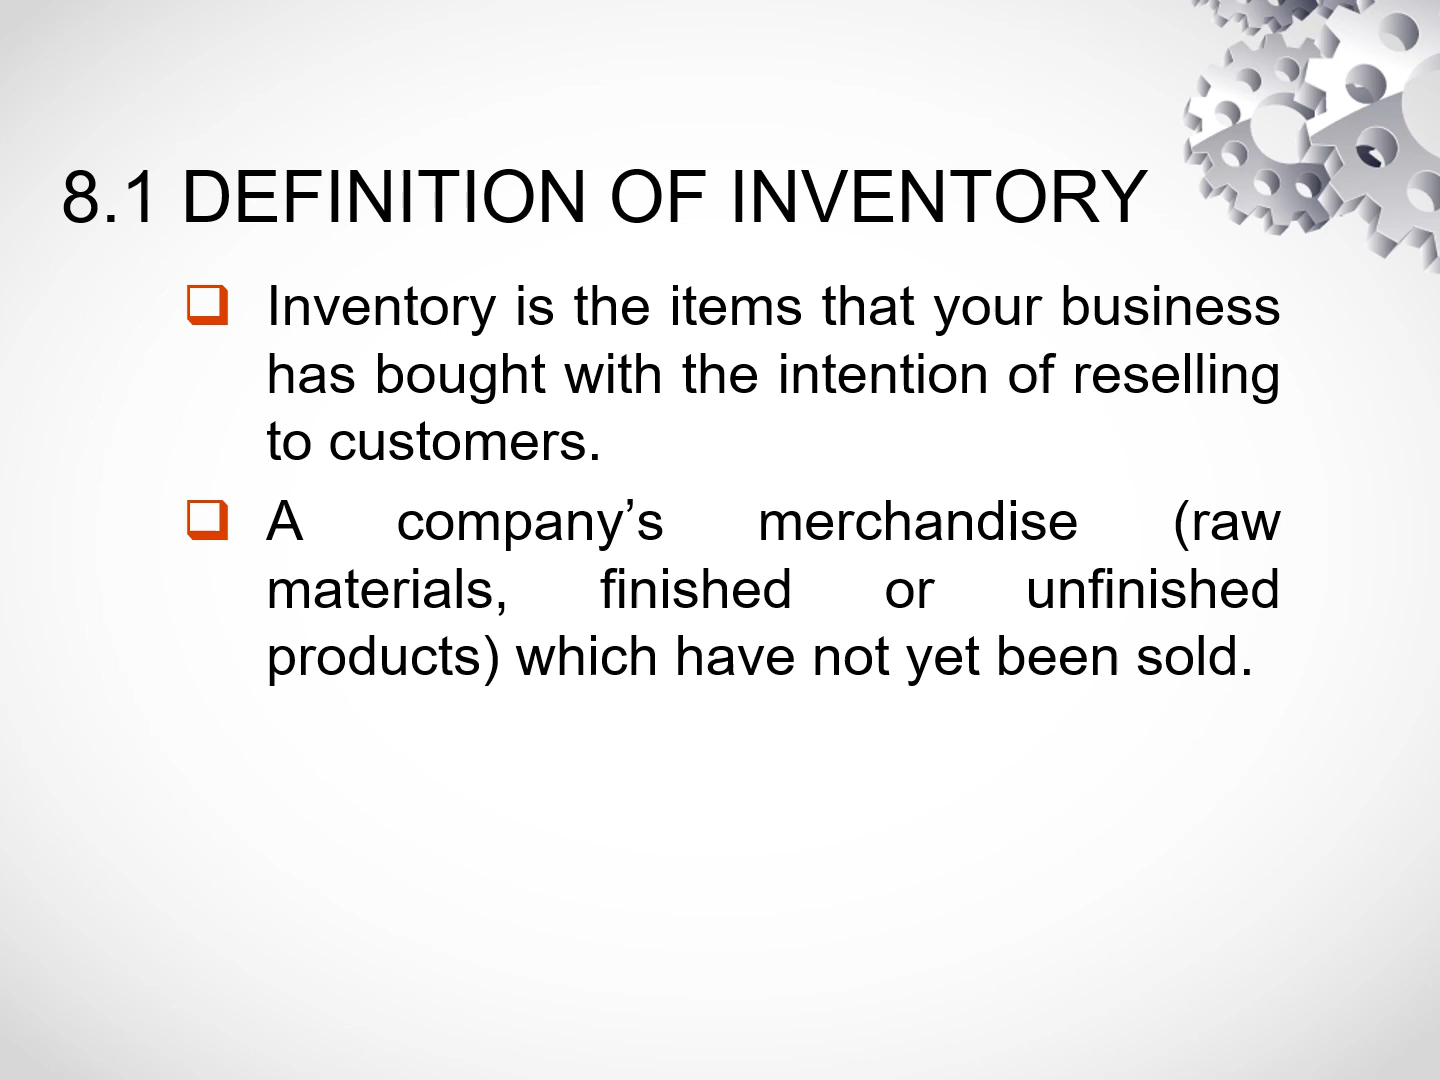 8.1 DEFINITION OF INVENTORY
Inventory is the items that your business
has bought with the intention of reselling
to customers.
A company’s merchandise (raw
materials, finished or unfinished
products) which have not yet been sold.